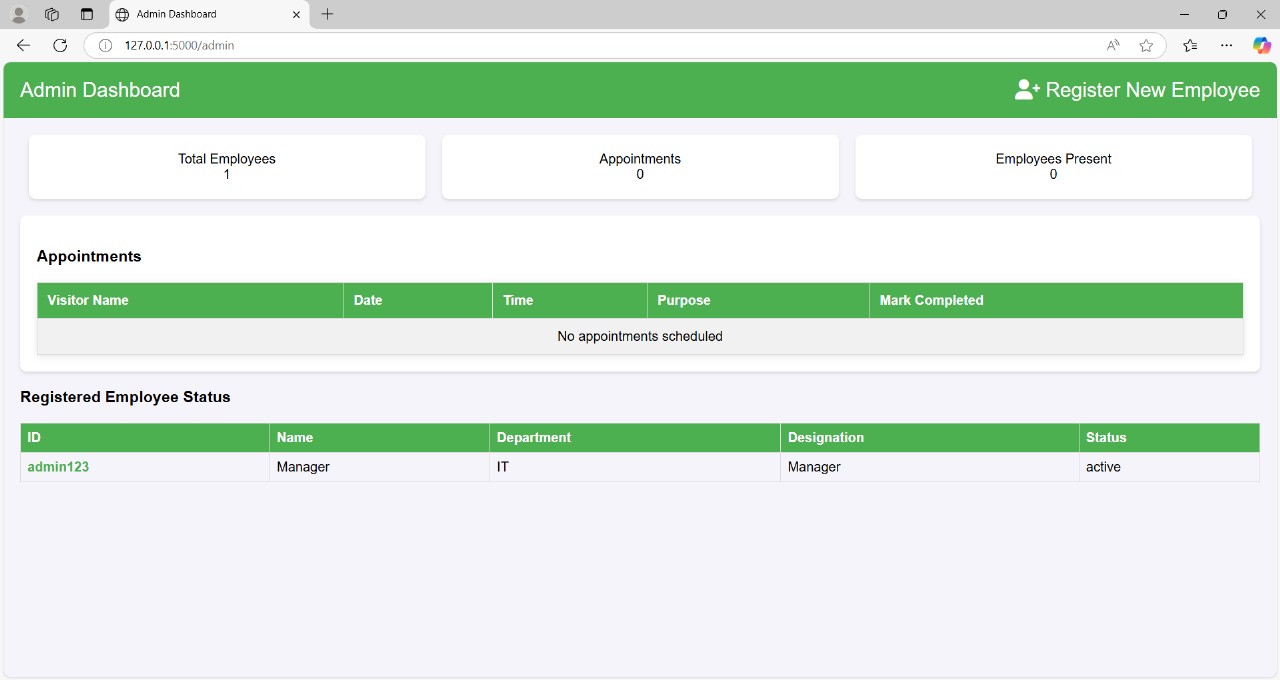 Admin Dashboard
127.0.0.1:5000/admin
Admin Dashboard
Register New Employee
Total Employees
1
Appointments
0
Employees Present
0
Appointments
Visitor Name Date Time Purpose Mark Completed
No appointments scheduled
Registered Employee Status
ID Name Department Designation Status
admin123 Manager IT Manager active